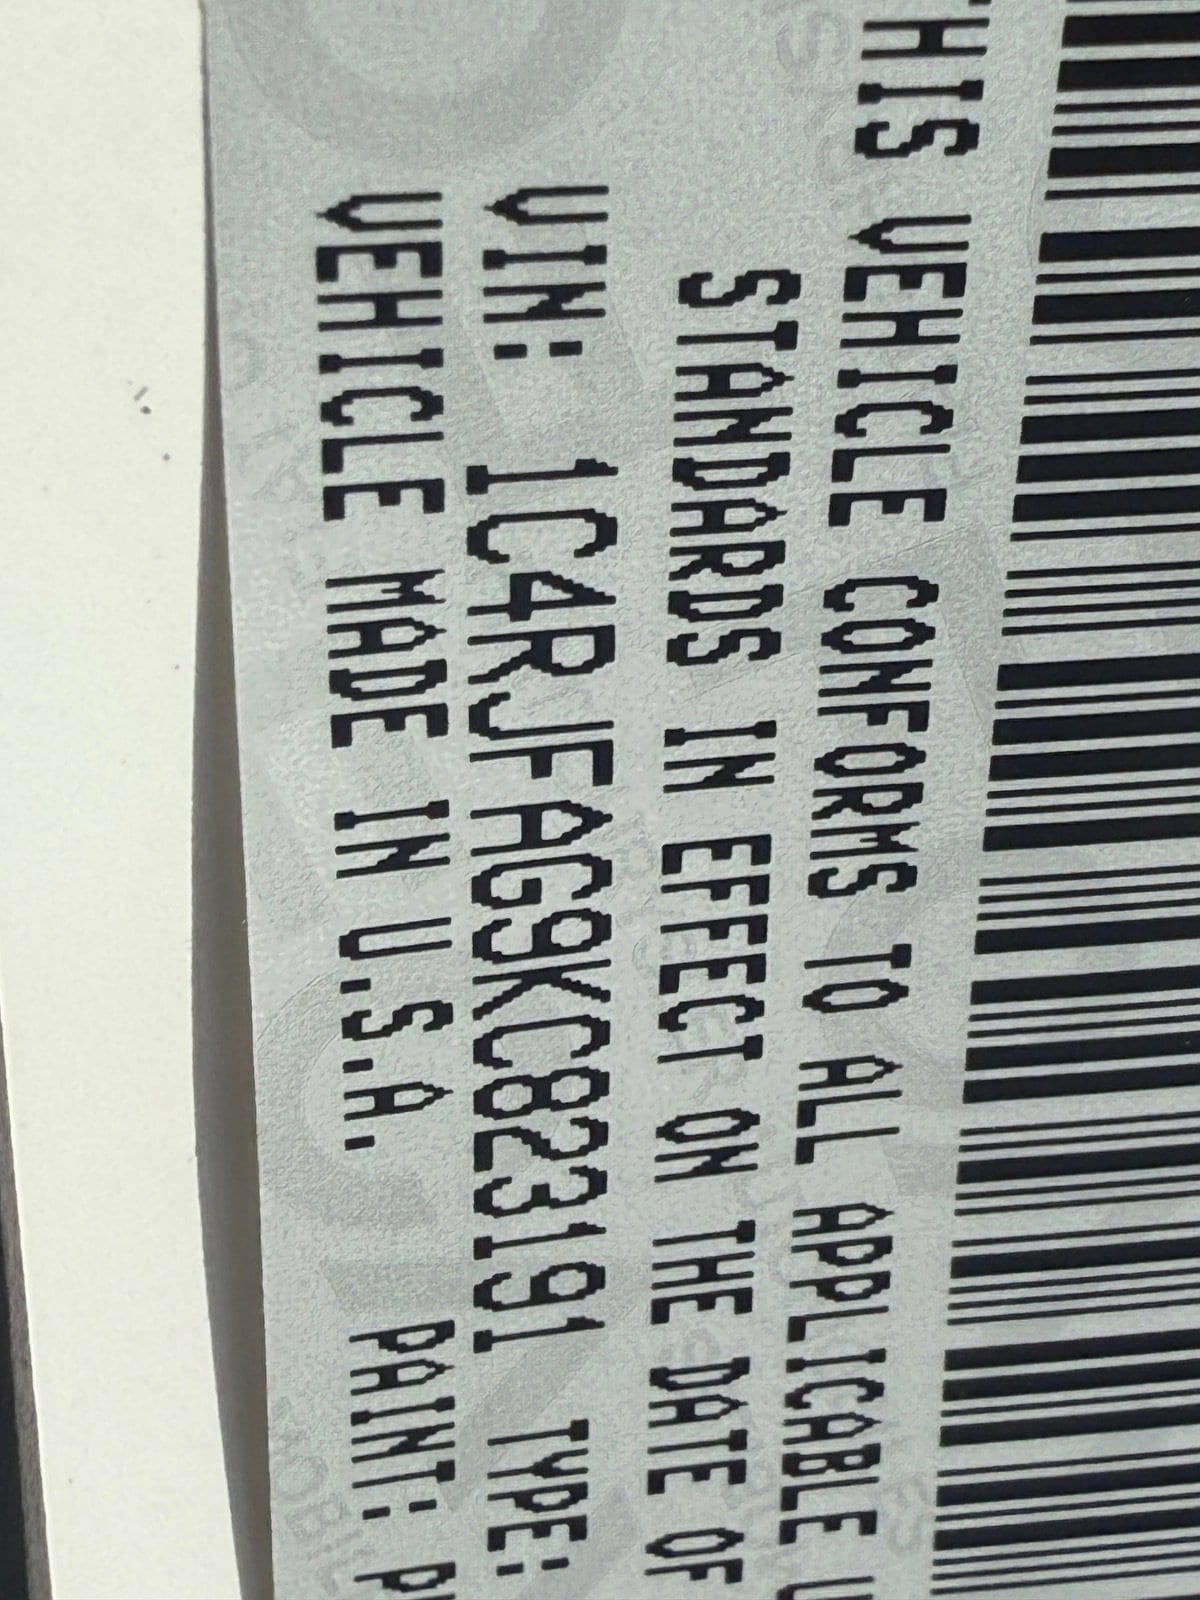 THIS VEHICLE CONFORMS TO ALL APPLICABLE U
STANDARDS IN EFFECT ON THE DATE OF
VIN: 1C4RJFAG9KC823191 TYPE:
VEHICLE MADE IN U.S.A. PAINT: